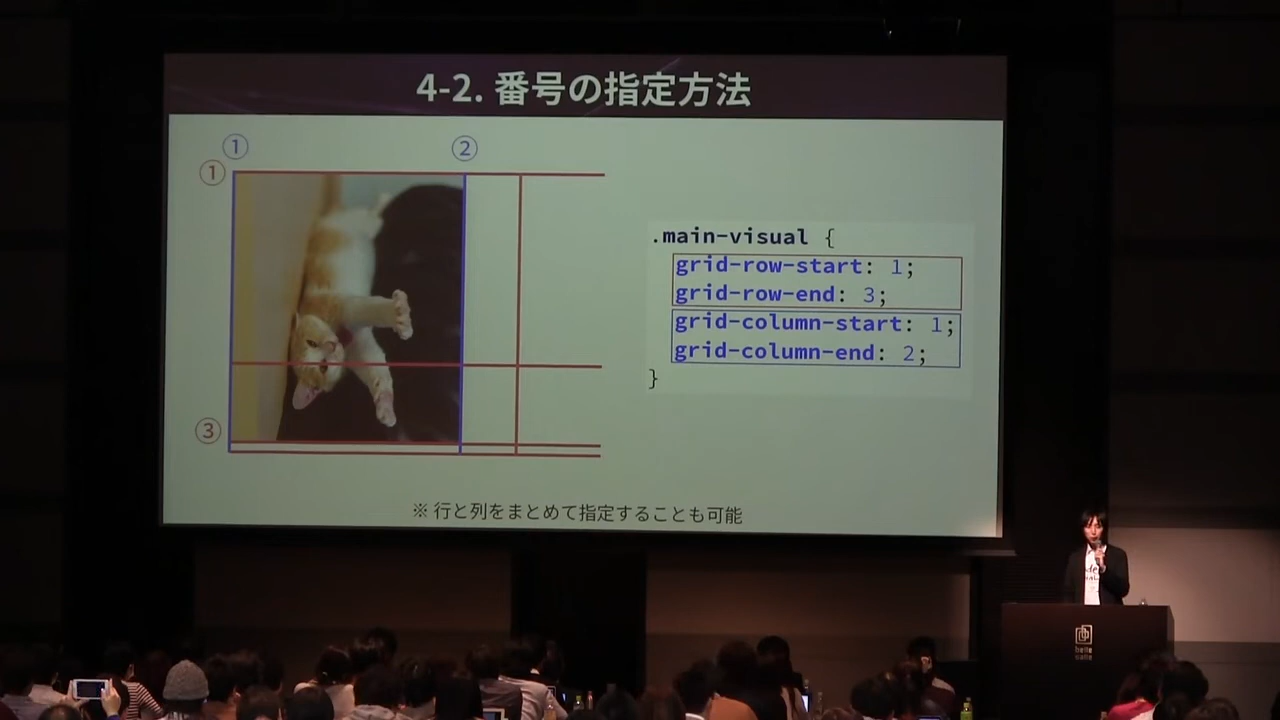 4-2. 番号の指定方法
① ②
①
③
.main-visual {
grid-row-start: 1;
grid-row-end: 3;
grid-column-start: 1;
grid-column-end: 2;
}
※ 行と列をまとめて指定することも可能